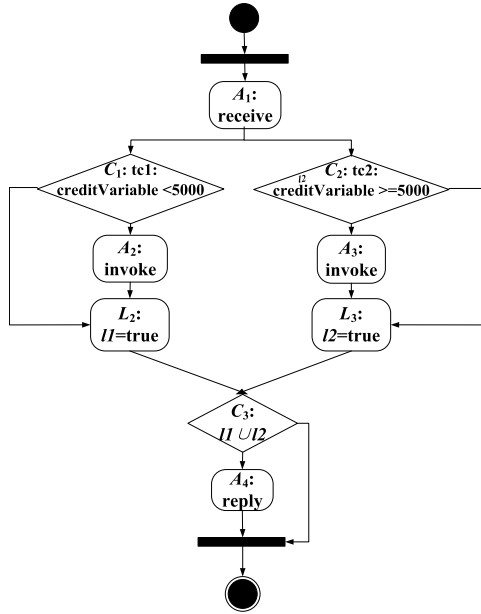 A₁:
receive
C₁: tc1:
creditVariable <5000
l2
C₂: tc2:
creditVariable >=5000
A₂:
invoke
A₃:
invoke
L₂:
l1=true
L₃:
l2=true
C₃:
l1 ∪ l2
A₄:
reply